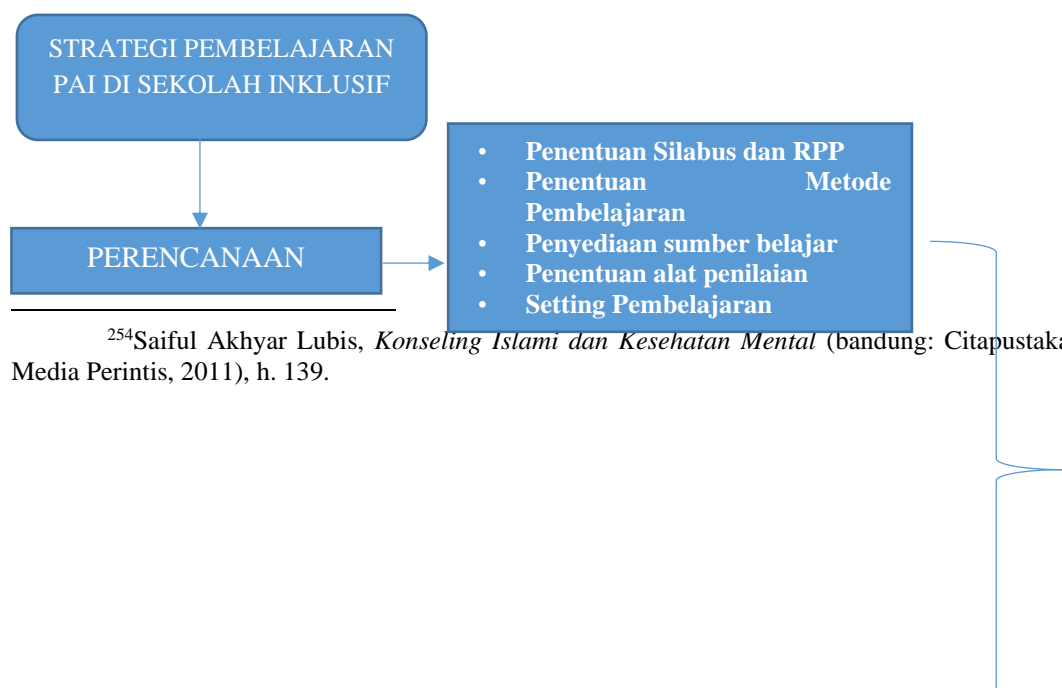 STRATEGI PEMBELAJARAN
PAI DI SEKOLAH INKLUSIF
PERENCANAAN
• Penentuan Silabus dan RPP
• Penentuan Metode
Pembelajaran
• Penyediaan sumber belajar
• Penentuan alat penilaian
• Setting Pembelajaran
254Saiful Akhyar Lubis, Konseling Islami dan Kesehatan Mental (bandung: Citapustaka
Media Perintis, 2011), h. 139.